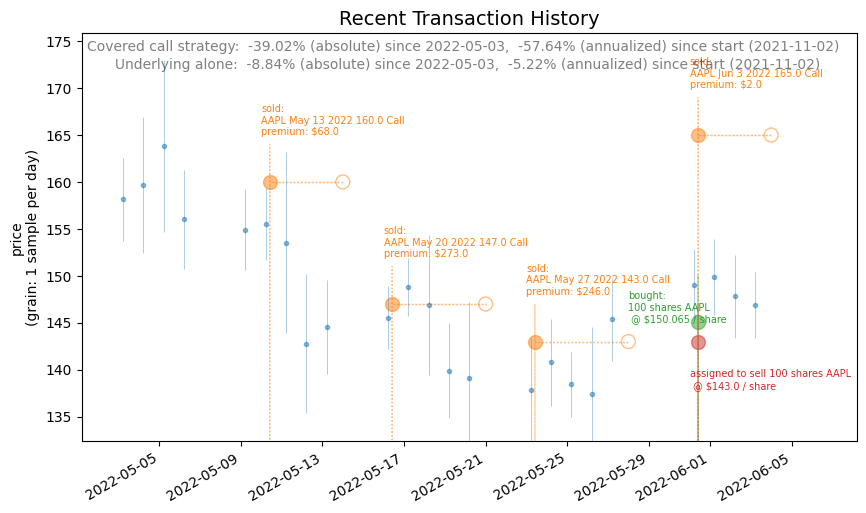 Recent Transaction History
Covered call strategy:  -39.02% (absolute) since 2022-05-03,  -57.64% (annualized) since start (2021-11-02)
Underlying alone:  -8.84% (absolute) since 2022-05-03,  -5.22% (annualized) since start (2021-11-02)
price
(grain: 1 sample per day)
175
170
165
160
155
150
145
140
135
sold:
AAPL May 13 2022 160.0 Call
premium: $68.0
sold:
AAPL May 20 2022 147.0 Call
premium: $273.0
sold:
AAPL May 27 2022 143.0 Call
premium: $246.0
sold:
AAPL Jun 3 2022 165.0 Call
premium: $2.0
bought:
100 shares AAPL
@ $150.065 / share
assigned to sell 100 shares AAPL
@ $143.0 / share
2022-05-05
2022-05-09
2022-05-13
2022-05-17
2022-05-21
2022-05-25
2022-05-29
2022-06-01
2022-06-05